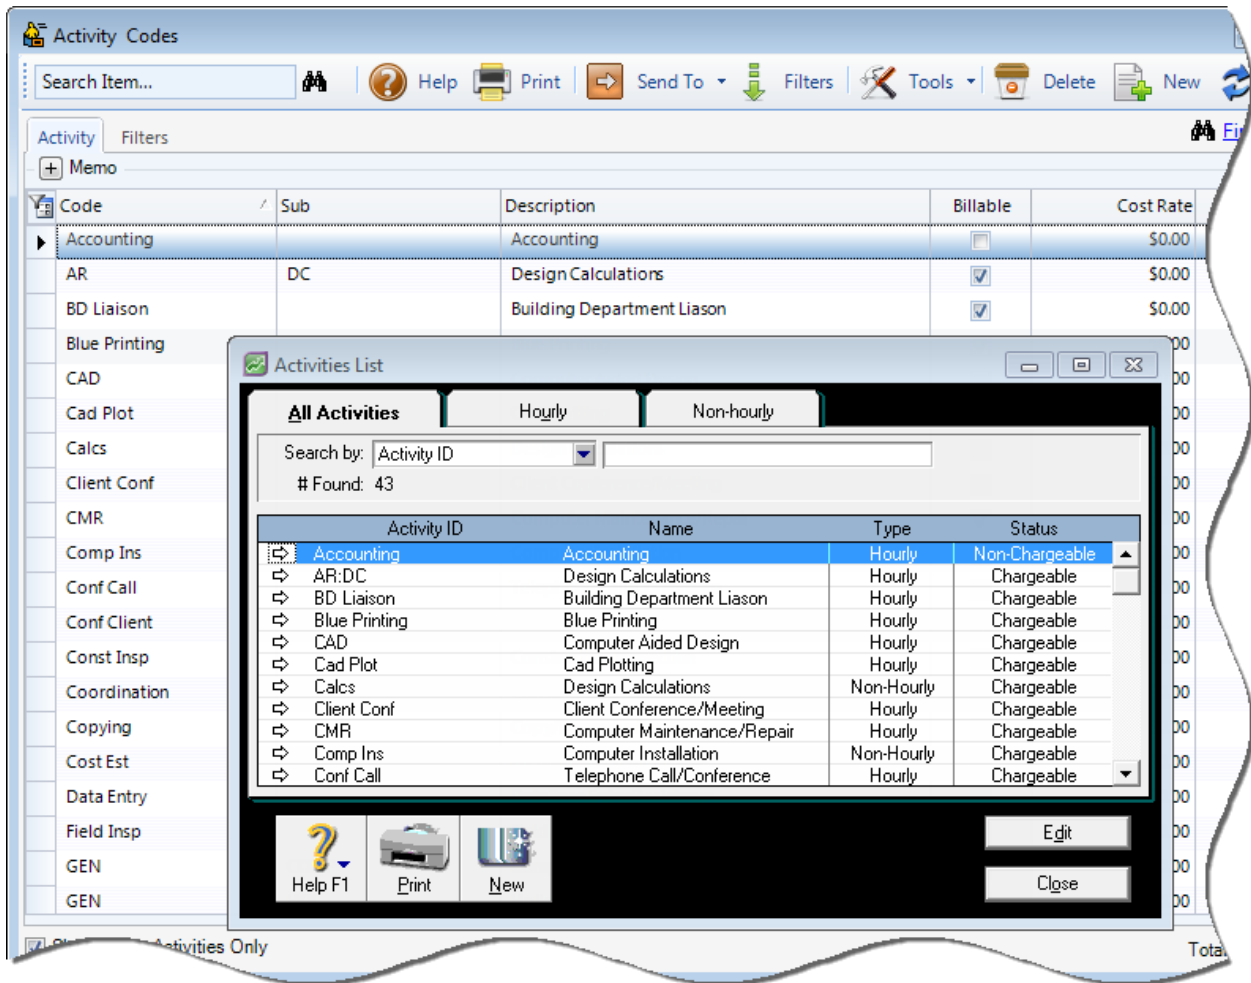 Activity Codes
Search Item... Help Print Send To Filters Tools Delete New
Activity Filters
Memo
Code Sub Description Billable Cost Rate
Accounting Accounting $0.00
AR DC Design Calculations $0.00
BD Liaison Building Department Liason $0.00
Blue Printing
CAD
Cad Plot
Calcs
Client Conf
CMR
Comp Ins
Conf Call
Conf Client
Const Insp
Coordination
Copying
Cost Est
Data Entry
Field Insp
GEN
GEN
Activities Only
Activities List
All Activities Hourly Non-hourly
Search by: Activity ID
# Found: 43
Activity ID Name Type Status
Accounting Accounting Hourly Non-Chargeable
AR:DC Design Calculations Hourly Chargeable
BD Liaison Building Department Liason Hourly Chargeable
Blue Printing Blue Printing Hourly Chargeable
CAD Computer Aided Design Hourly Chargeable
Cad Plot Cad Plotting Hourly Chargeable
Calcs Design Calculations Non-Hourly Chargeable
Client Conf Client Conference/Meeting Hourly Chargeable
CMR Computer Maintenance/Repair Hourly Chargeable
Comp Ins Computer Installation Non-Hourly Chargeable
Conf Call Telephone Call/Conference Hourly Chargeable
Help F1 Print New
Edit
Close